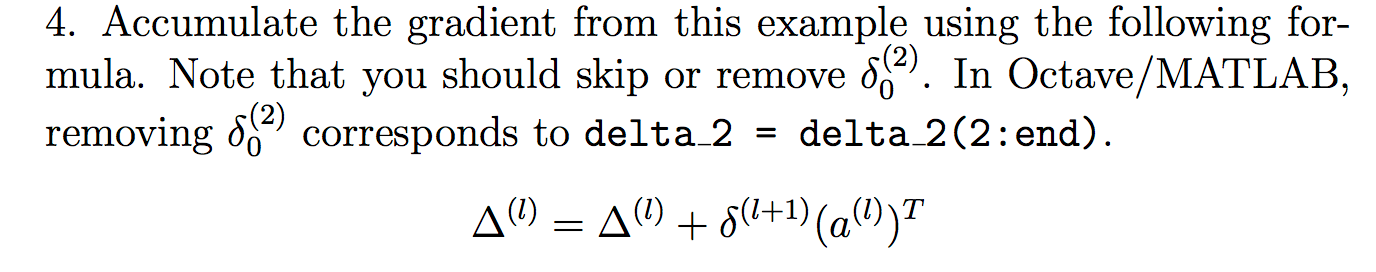 4. Accumulate the gradient from this example using the following for-
mula. Note that you should skip or remove δ₀⁽²⁾. In Octave/MATLAB,
removing δ₀⁽²⁾ corresponds to delta_2 = delta_2(2:end).
Δ⁽ˡ⁾ = Δ⁽ˡ⁾ + δ⁽ˡ⁺¹⁾(a⁽ˡ⁾)ᵀ